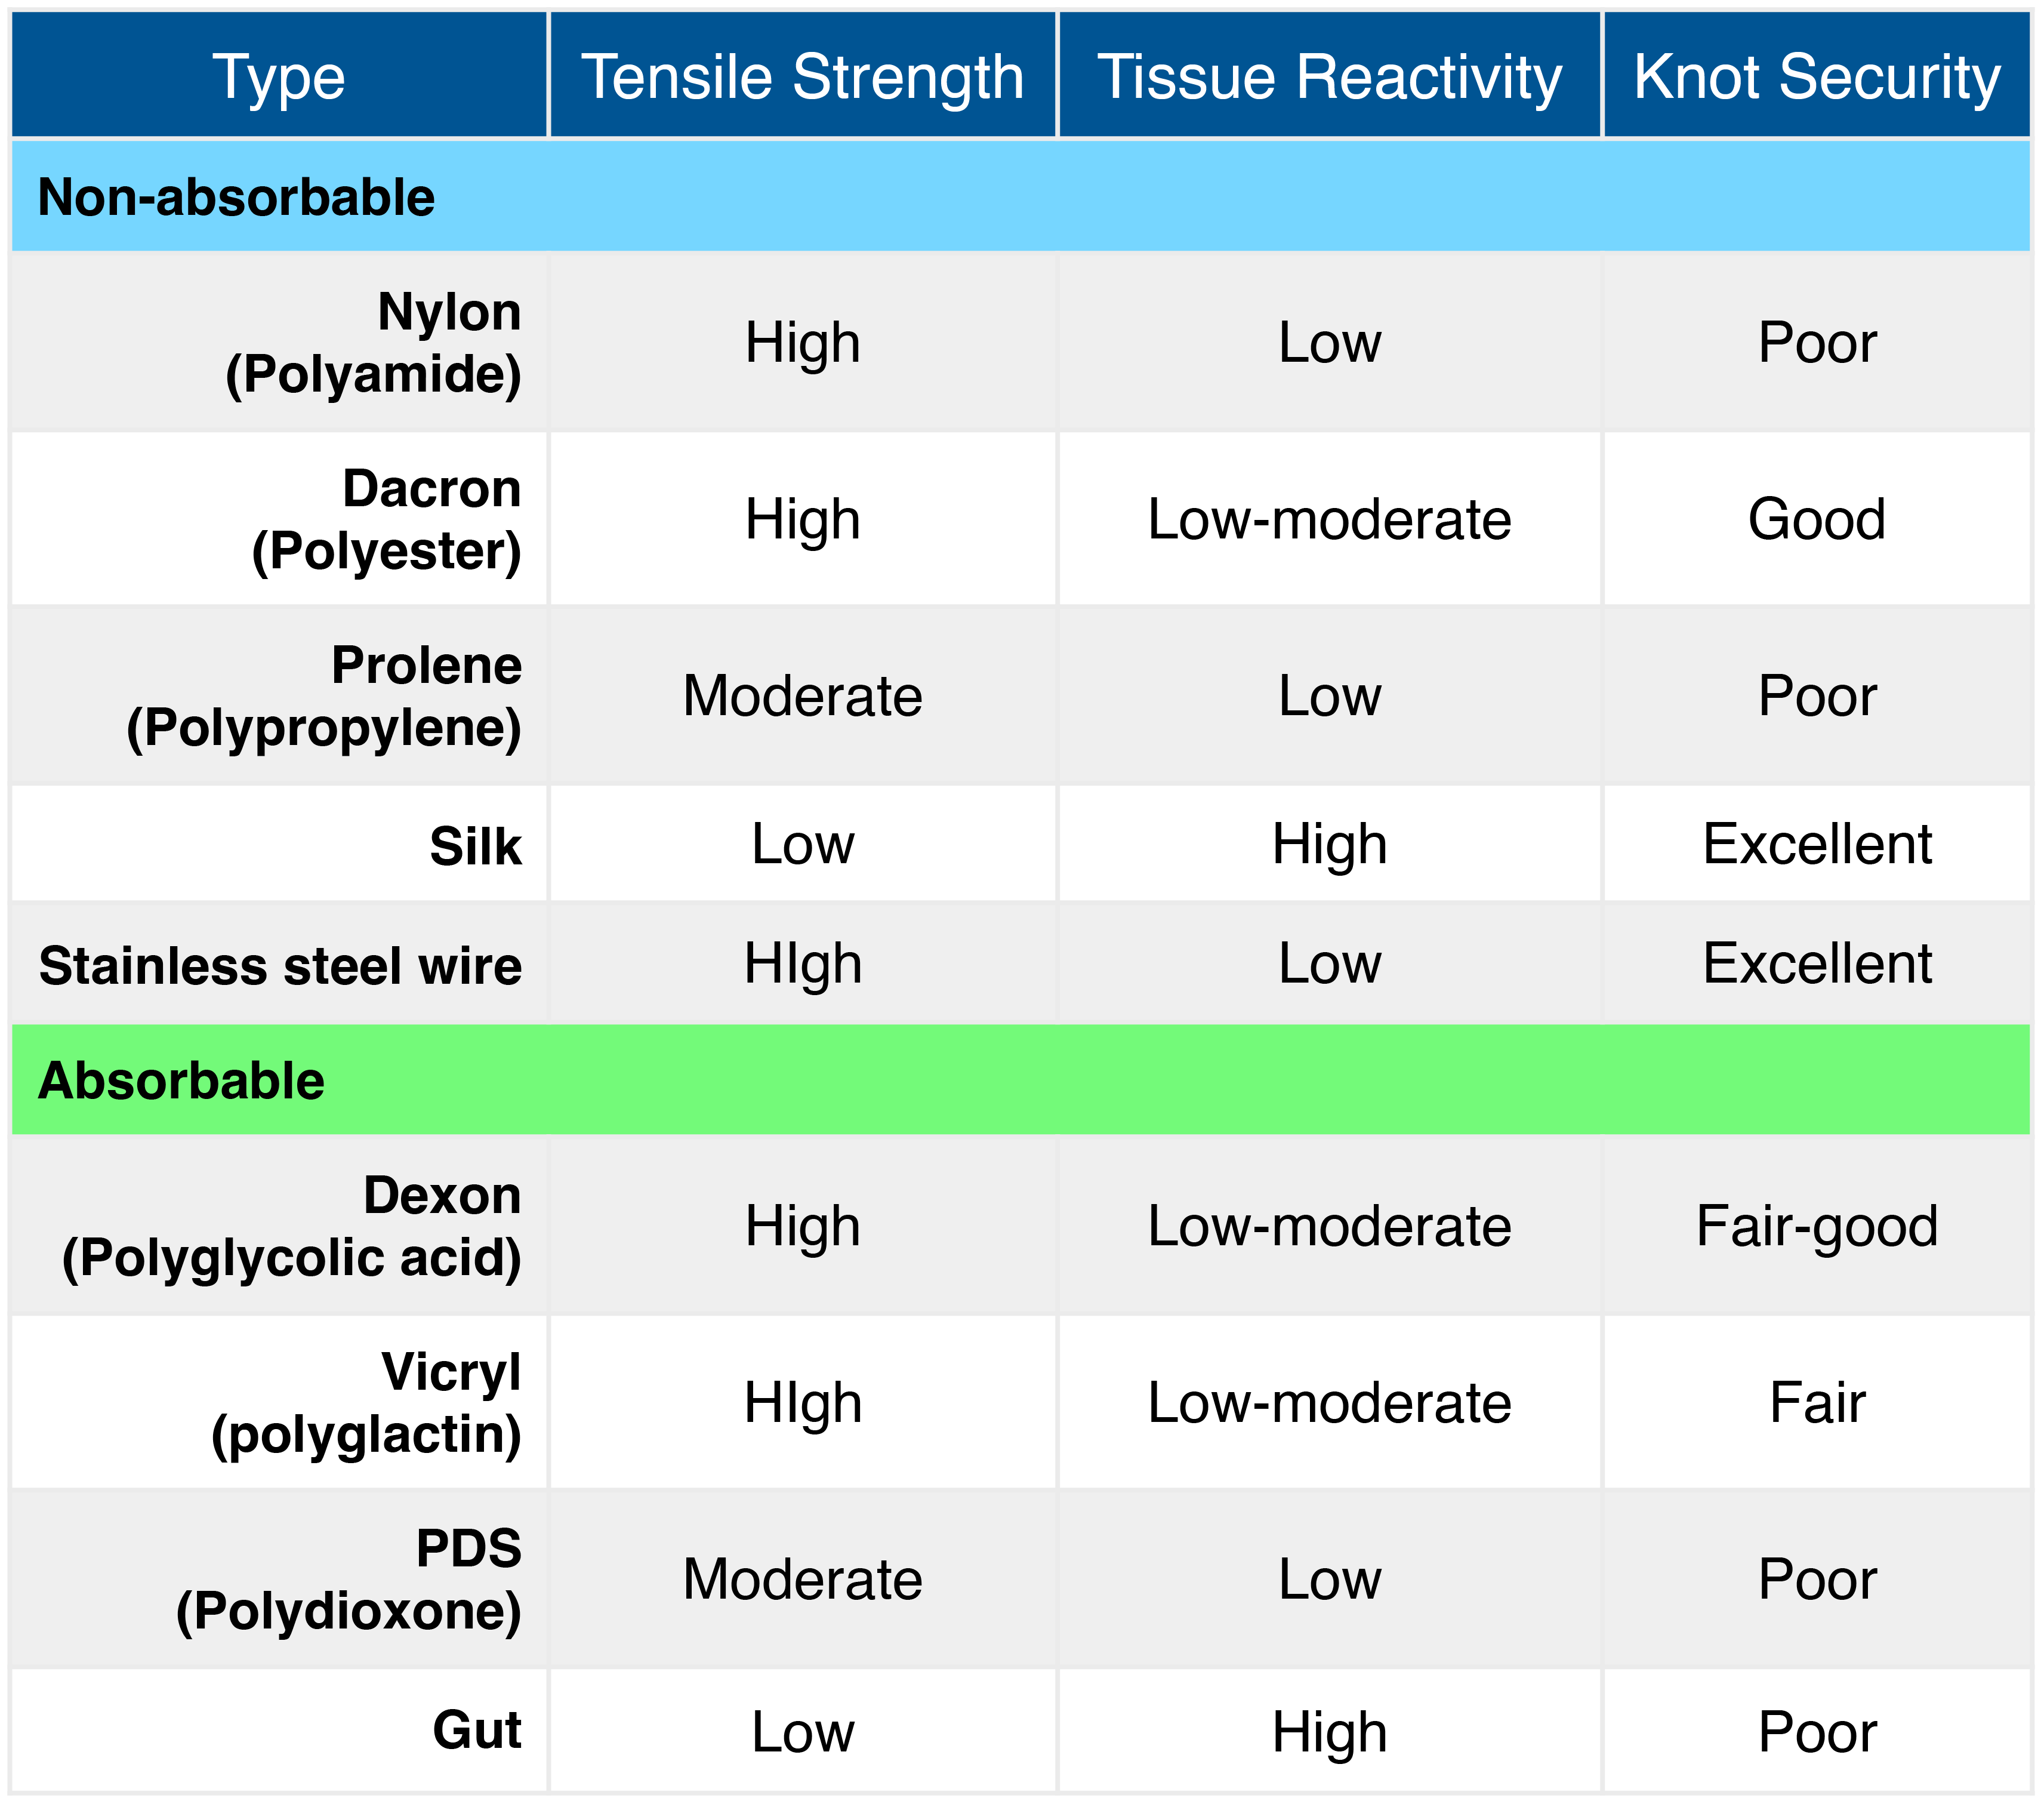 Type Tensile Strength Tissue Reactivity Knot Security
Non-absorbable
Nylon
(Polyamide) High Low Poor
Dacron
(Polyester) High Low-moderate Good
Prolene
(Polypropylene) Moderate Low Poor
Silk Low High Excellent
Stainless steel wire HIgh Low Excellent
Absorbable
Dexon
(Polyglycolic acid) High Low-moderate Fair-good
Vicryl
(polyglactin) HIgh Low-moderate Fair
PDS
(Polydioxone) Moderate Low Poor
Gut Low High Poor